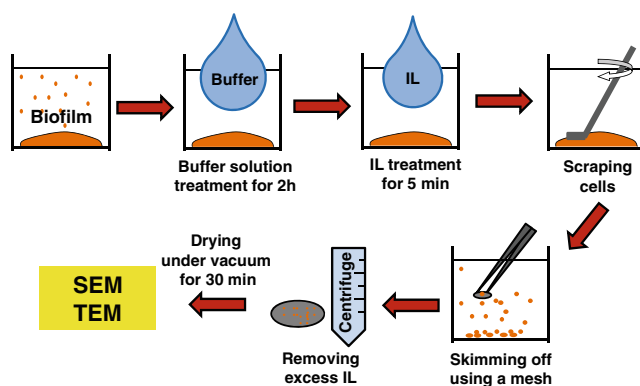 Biofilm
Buffer
IL
Buffer solution
treatment for 2h
IL treatment
for 5 min
Scraping
cells
Skimming off
using a mesh
Centrifuge
Removing
excess IL
Drying
under vacuum
for 30 min
SEM
TEM